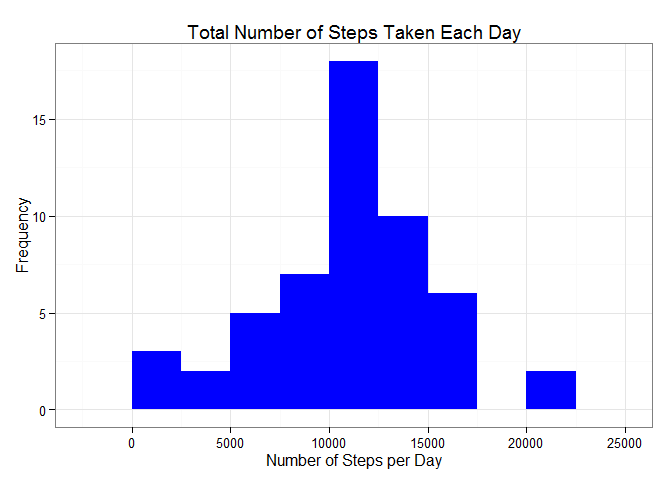 Total Number of Steps Taken Each Day
Frequency
15
10
5
0
0 5000 10000 15000 20000 25000
Number of Steps per Day